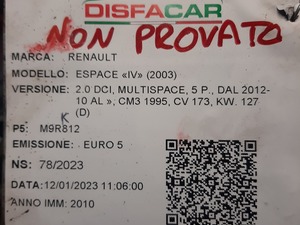 DISFACAR
NON PROVATO
MARCA: RENAULT
MODELLO: ESPACE «IV» (2003)
VERSIONE: 2.0 DCI, MULTISPACE, 5 P., DAL 2012-
10 AL », CM3 1995, CV 173, KW. 127
(D)
K
P5: M9R812
EMISSIONE: EURO 5
NS: 78/2023
DATA: 12/01/2023 11:06:00
ANNO IMM: 2010